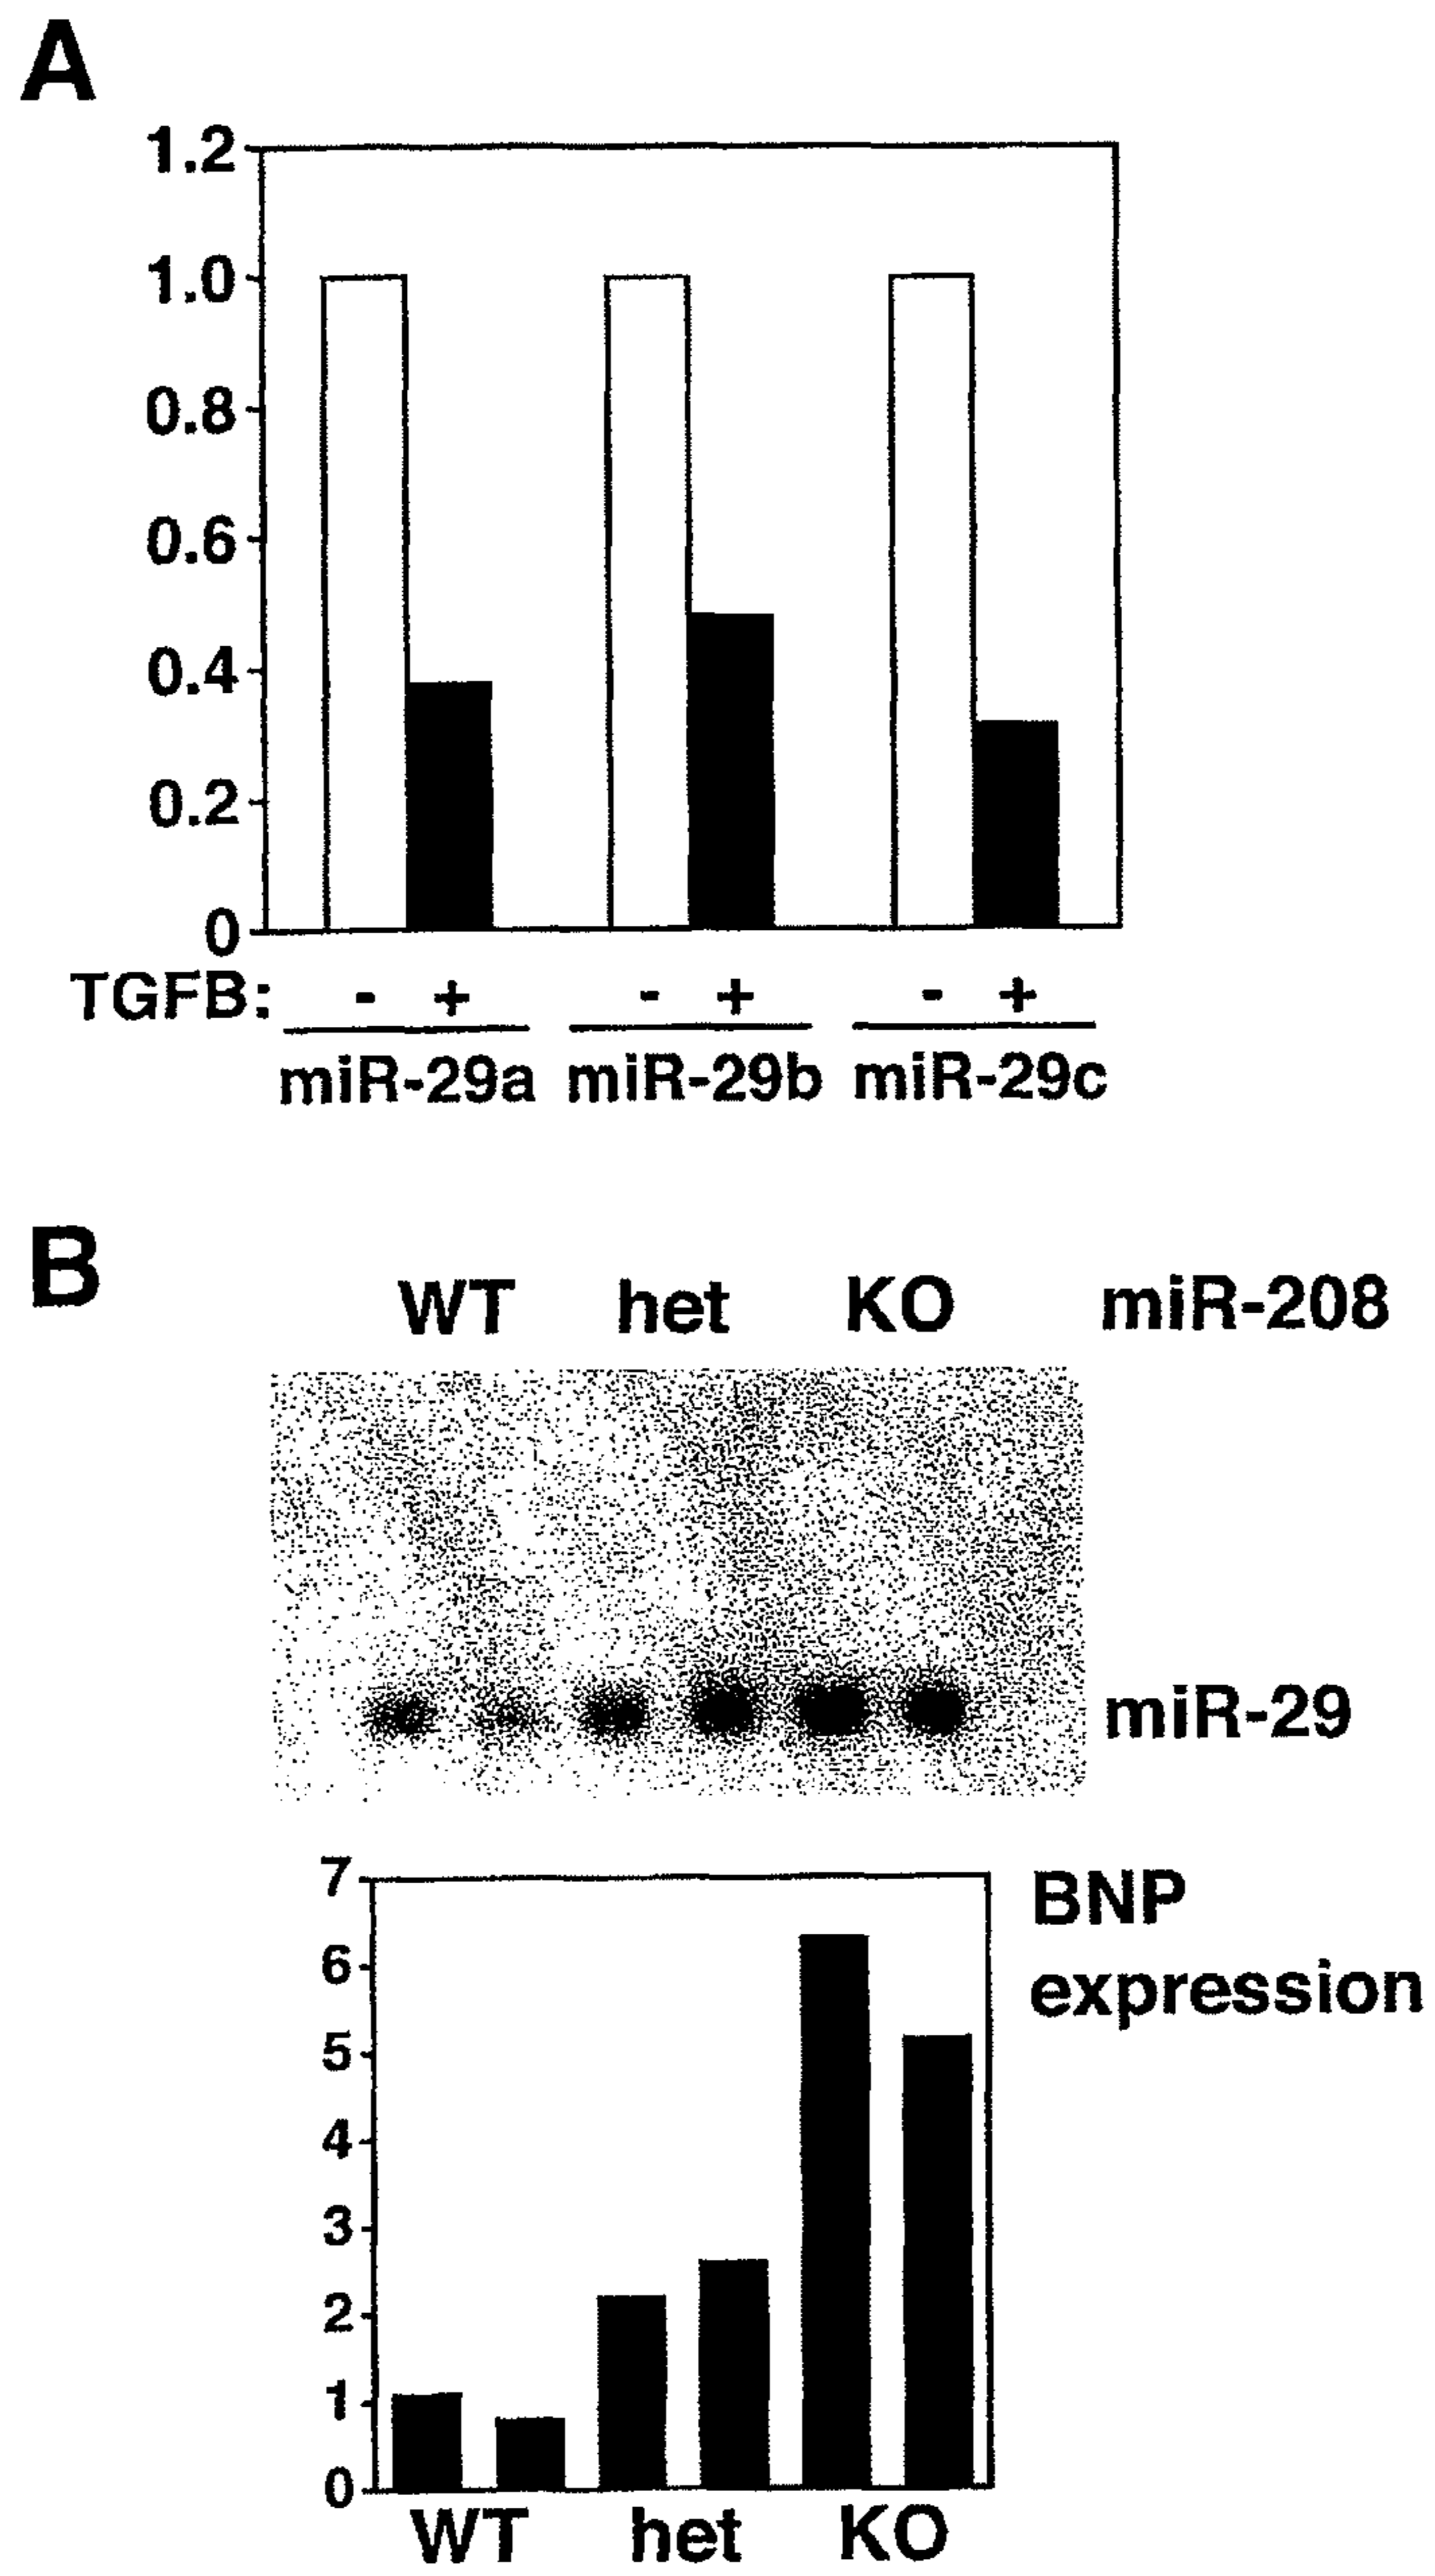 A
1.2
1.0
0.8
0.6
0.4
0.2
0
TGFB: - + - + - +
miR-29a miR-29b miR-29c
B
WT het KO miR-208
miR-29
7
6
5
4
3
2
1
0
BNP
expression
WT het KO